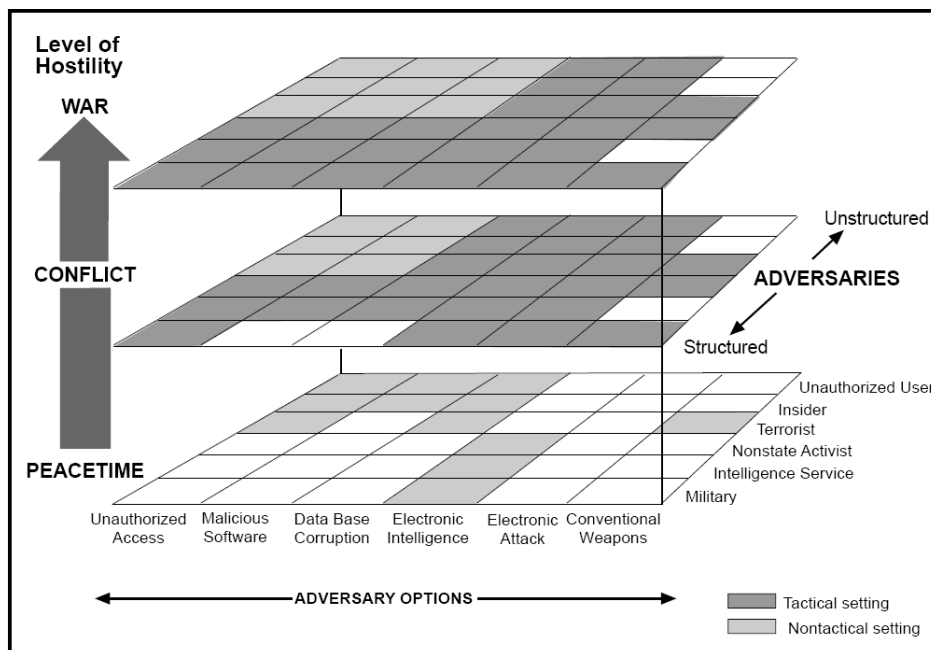 Level of
Hostility
WAR
CONFLICT
PEACETIME
Unstructured
ADVERSARIES
Structured
Unauthorized User
Insider
Terrorist
Nonstate Activist
Intelligence Service
Military
Unauthorized
Access
Malicious
Software
Data Base
Corruption
Electronic
Intelligence
Electronic
Attack
Conventional
Weapons
ADVERSARY OPTIONS
Tactical setting
Nontactical setting